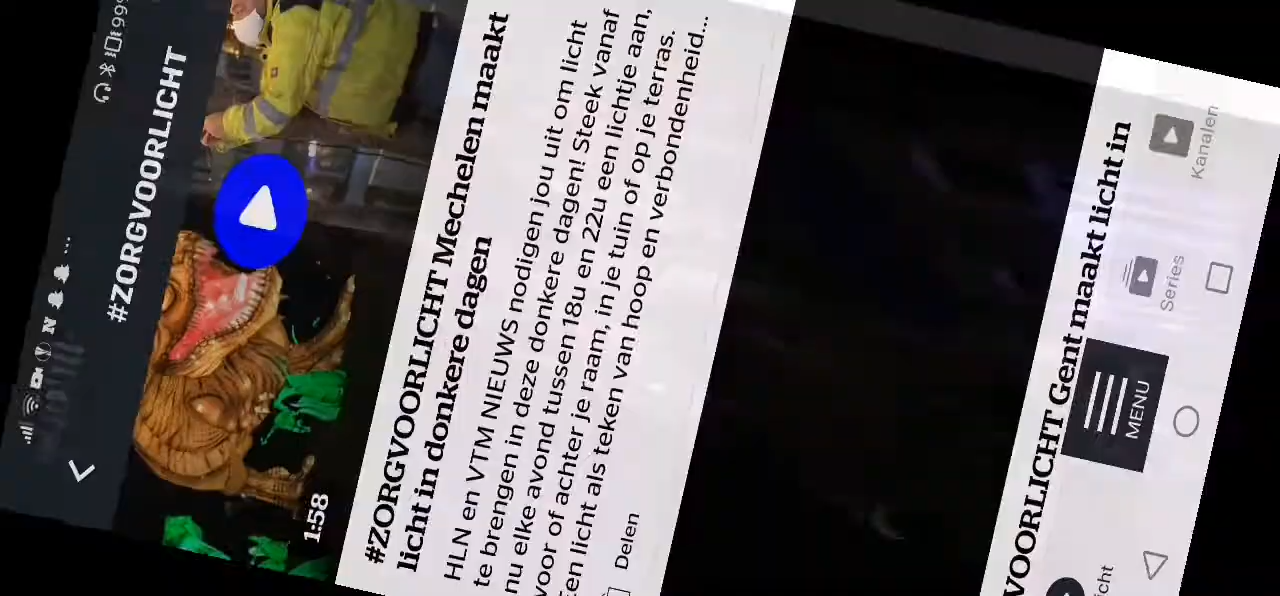 999
#ZORGVOORLICHT
1:58
#ZORGVOORLICHT Mechelen maakt
licht in donkere dagen
HLN en VTM NIEUWS nodigen jou uit om licht
te brengen in deze donkere dagen! Steek vanaf
nu elke avond tussen 18u en 22u een lichtje aan,
voor of achter je raam, in je tuin of op je terras.
ten licht als teken van hoop en verbondenheid...
Delen
VOORLICHT Gent maakt licht in
icht
MENU
Series
Kanalen